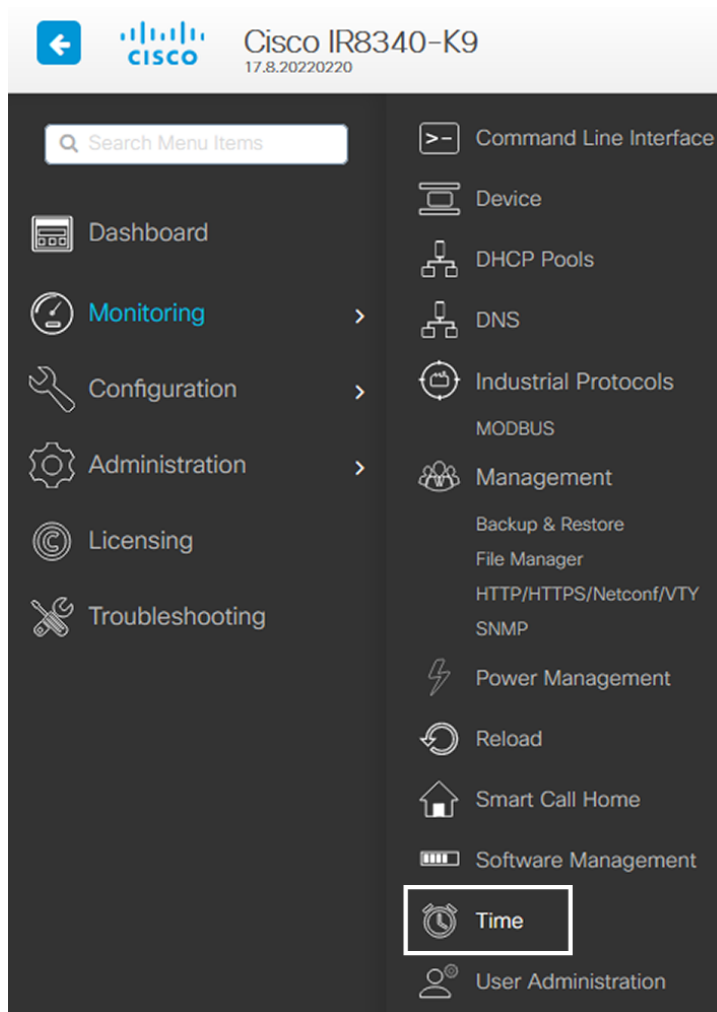 CISCO
Cisco IR8340-K9
17.8.20220220
Search Menu Items
Dashboard
Monitoring
Configuration
Administration
Licensing
Troubleshooting
Command Line Interface
Device
DHCP Pools
DNS
Industrial Protocols
MODBUS
Management
Backup & Restore
File Manager
HTTP/HTTPS/Netconf/VTY
SNMP
Power Management
Reload
Smart Call Home
Software Management
Time
User Administration